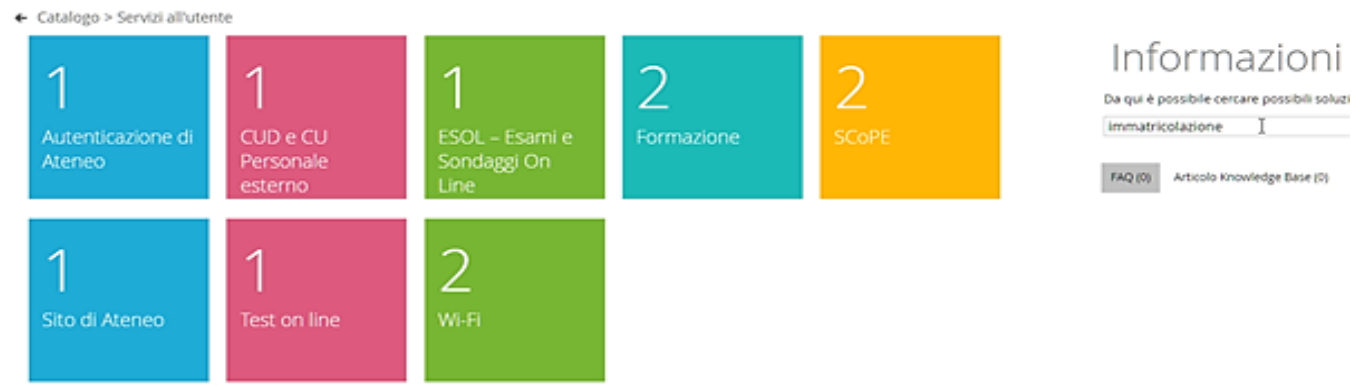 ← Catalogo > Servizi all'utente
1
Autenticazione di
Ateneo
1
CUD e CU
Personale
esterno
1
ESOL – Esami e
Sondaggi On
Line
2
Formazione
2
SCoPE
1
Sito di Ateneo
1
Test on line
2
Wi-Fi
Informazioni
Da qui è possibile cercare possibili soluzi
immatricolazione
FAQ (0) Articolo Knowledge Base (0)